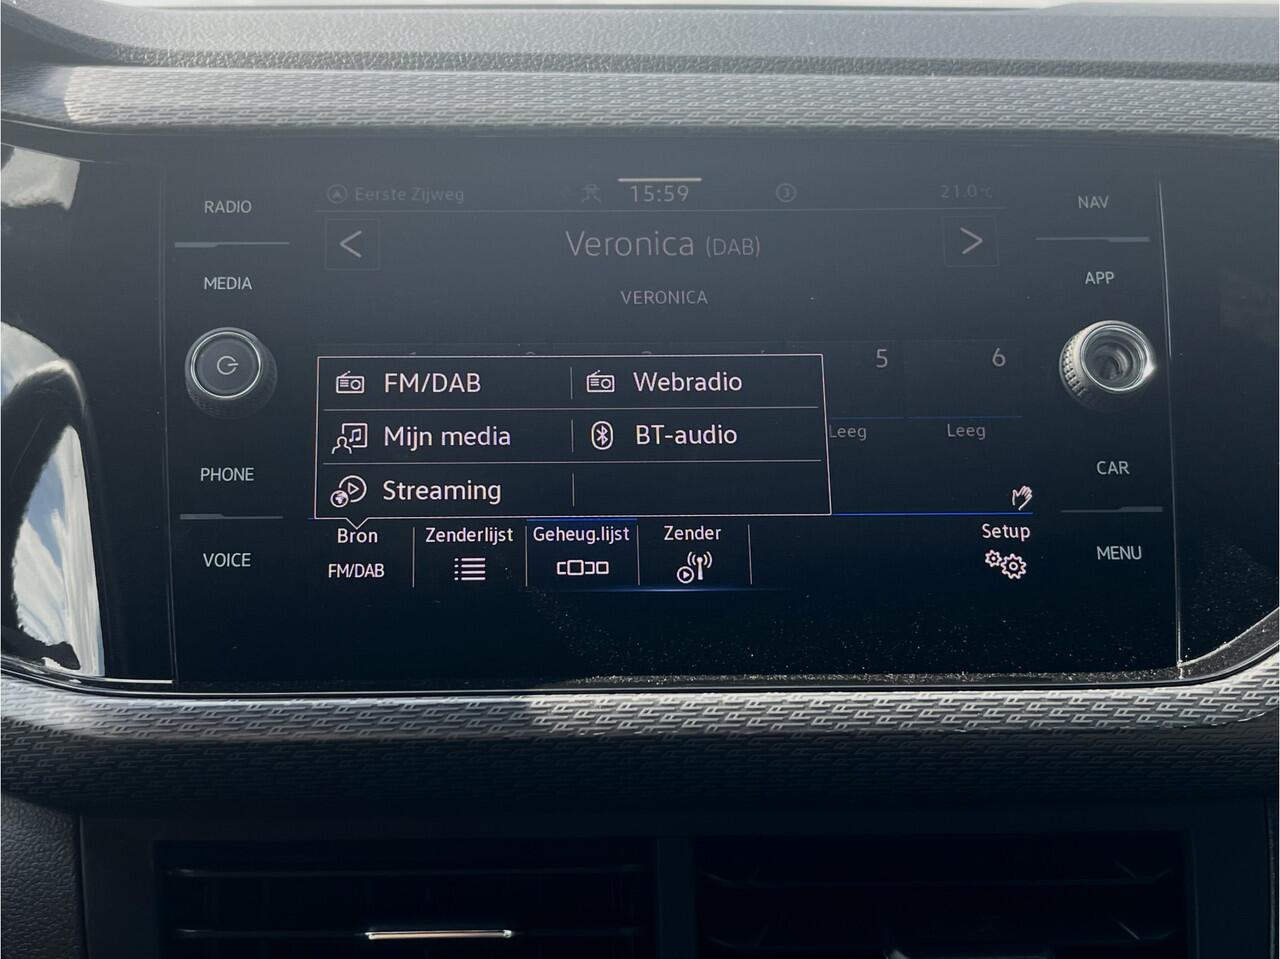 RADIO
MEDIA
PHONE
VOICE
Eerste Zijweg
15:59
3
21.0°C
Veronica (DAB)
VERONICA
5
6
Leeg
Leeg
FM/DAB
Webradio
Mijn media
BT-audio
Streaming
Bron
FM/DAB
Zenderlijst
Geheug.lijst
Zender
Setup
NAV
APP
CAR
MENU